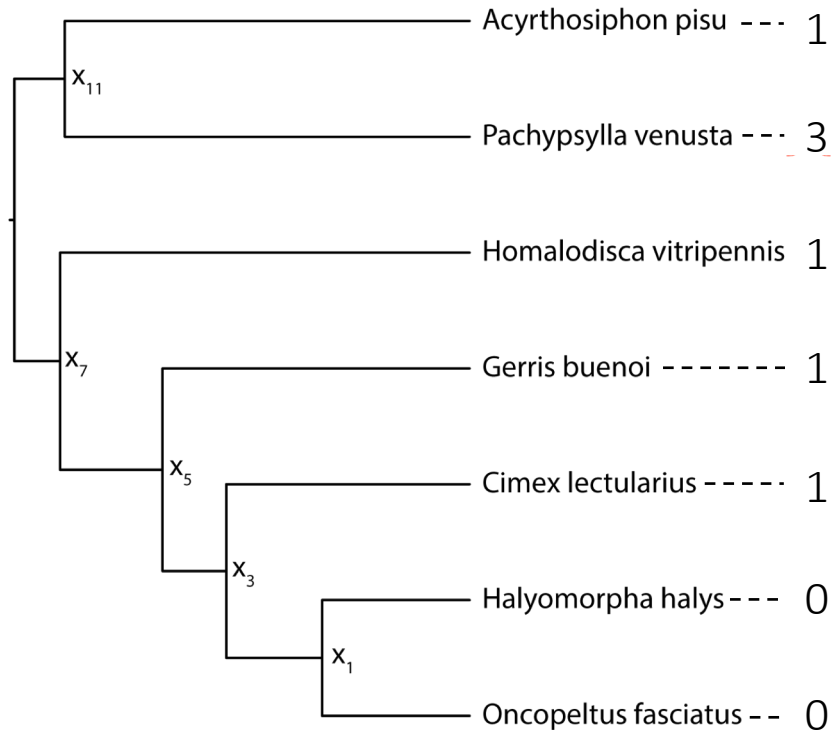 Acyrthosiphon pisu --- 1
x11
Pachypsylla venusta --- 3
Homalodisca vitripennis 1
x7
Gerris buenoi ------- 1
x5
Cimex lectularius ----- 1
x3
Halyomorpha halys --- 0
x1
Oncopeltus fasciatus -- 0